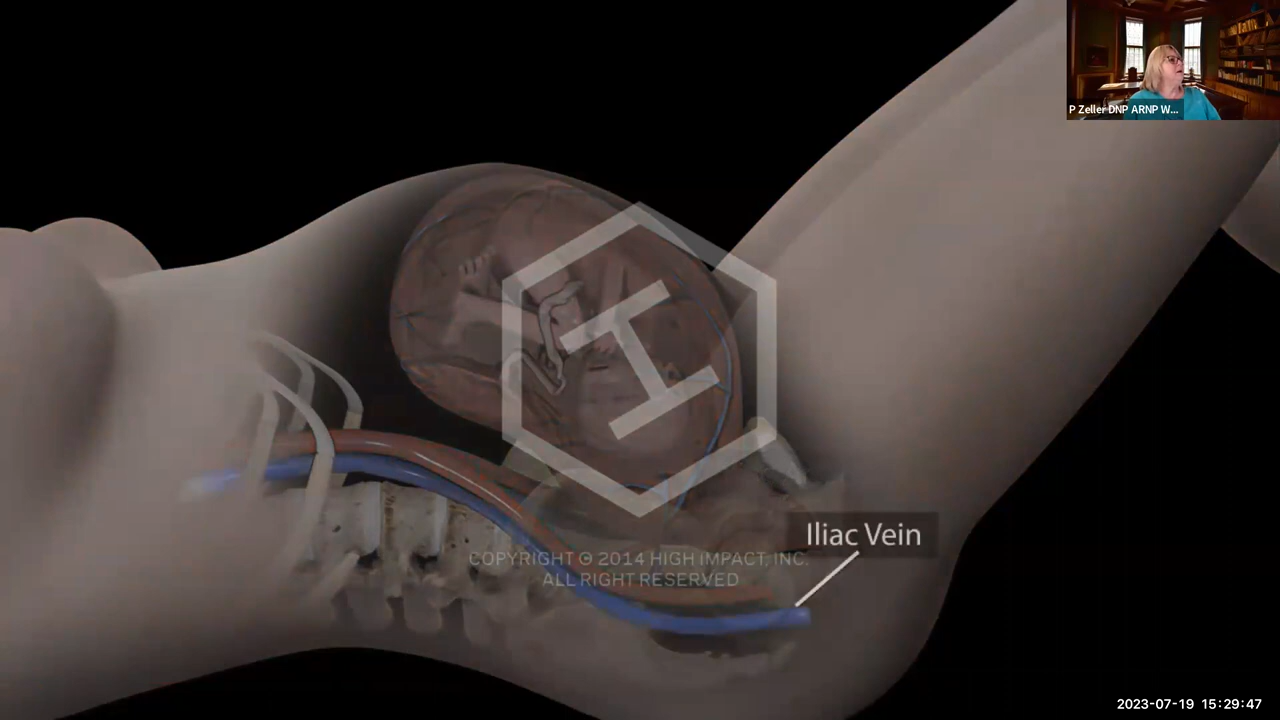 P Zeller DNP ARNP W...
Iliac Vein
COPYRIGHT © 2014 HIGH IMPACT, INC.
ALL RIGHT RESERVED
2023-07-19 15:29:47